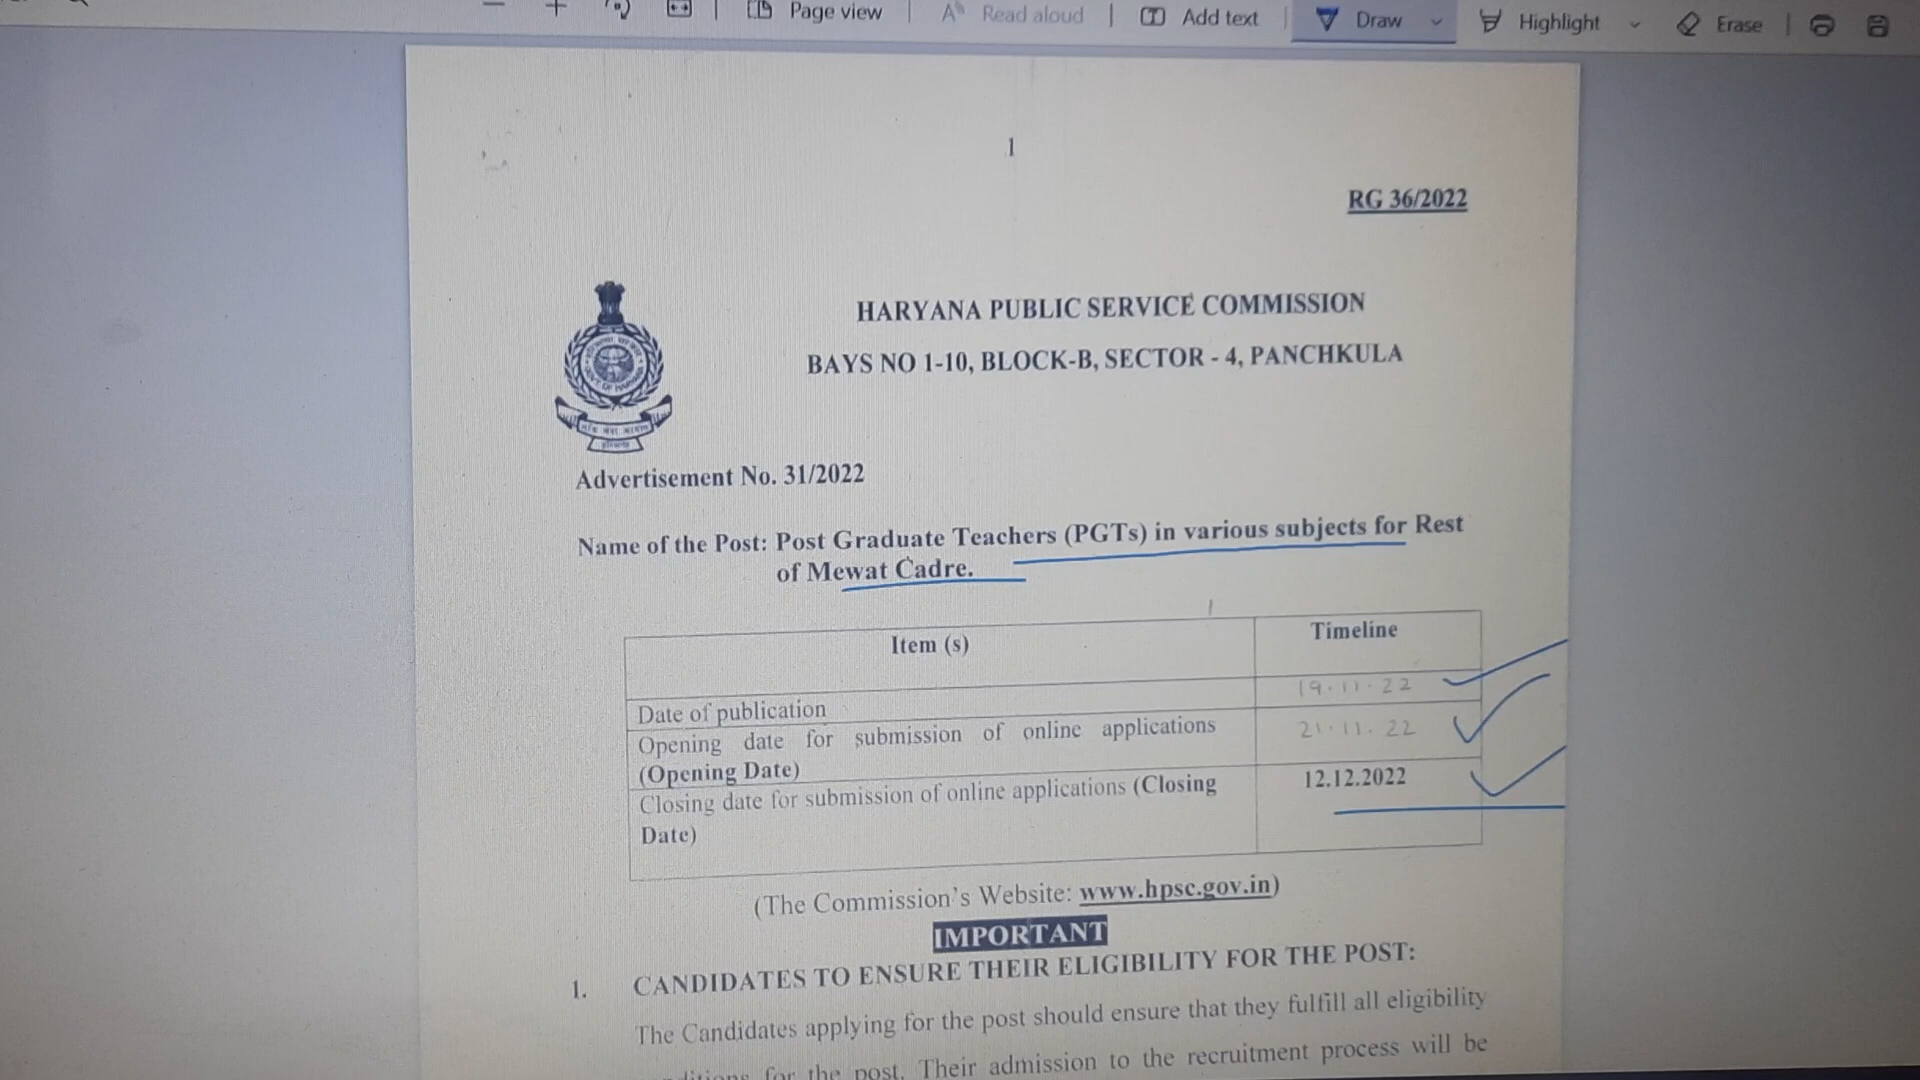 Page view
Read aloud
Add text
Draw
Highlight
Erase
1
RG 36/2022
HARYANA PUBLIC SERVICE COMMISSION
BAYS NO 1-10, BLOCK-B, SECTOR - 4, PANCHKULA
Advertisement No. 31/2022
Name of the Post: Post Graduate Teachers (PGTs) in various subjects for Rest
of Mewat Cadre.
Item (s) Timeline
Date of publication 19.11.22
Opening date for submission of online applications 21.11.22
(Opening Date)
Closing date for submission of online applications (Closing 12.12.2022
Date)
(The Commission's Website: www.hpsc.gov.in)
IMPORTANT
1. CANDIDATES TO ENSURE THEIR ELIGIBILITY FOR THE POST:
The Candidates applying for the post should ensure that they fulfill all eligibility
for the post. Their admission to the recruitment process will be